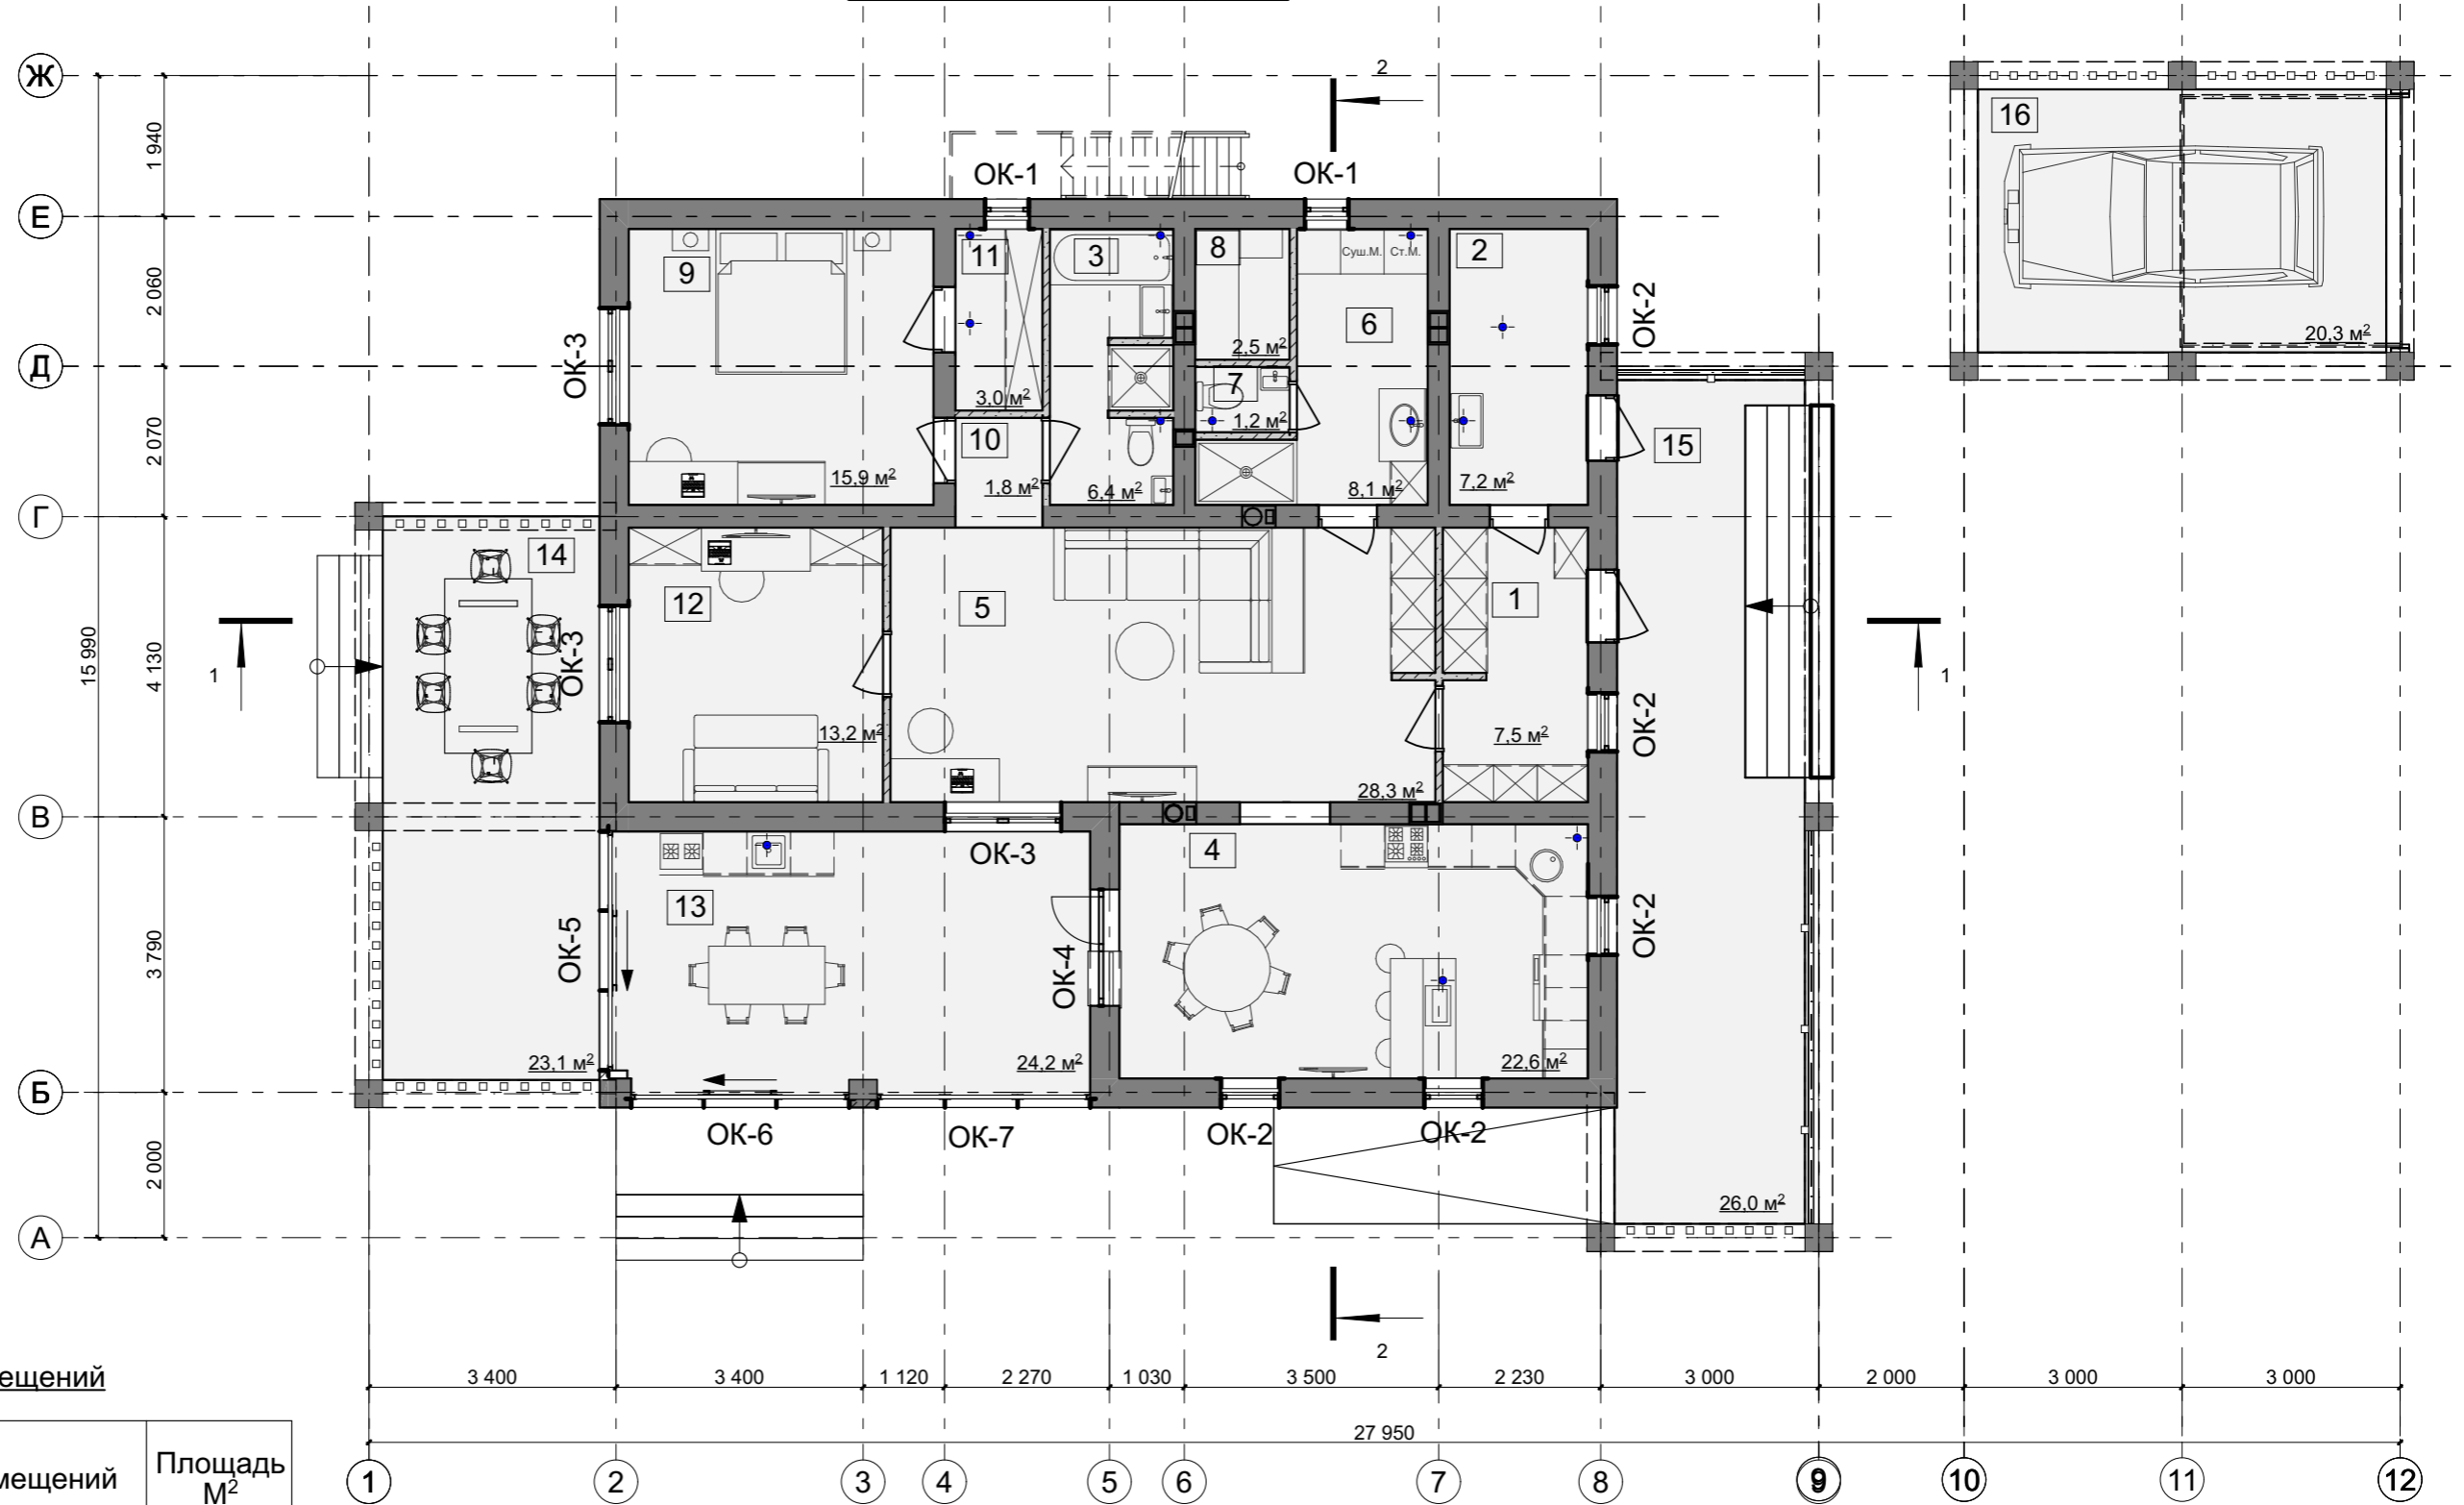 Ж
2
16
1 940
ОК-1
ОК-1
Е
9
11
3
8
Суш.М.
Ст.М.
2
2 060
ОК-2
6
20,3 м²
2,5 м²
Д
ОК-3
7
3,0 м²
1,2 м²
10
15
2 070
15,9 м²
1,8 м²
6,4 м²
8,1 м²
7,2 м²
Г
14
12
5
1
15 990
4 130
ОК-3
1
1
ОК-2
13,2 м²
7,5 м²
28,3 м²
В
ОК-3
4
13
ОК-5
ОК-4
ОК-2
3 790
23,1 м²
24,2 м²
22,6 м²
Б
ОК-6
ОК-7
ОК-2
ОК-2
2 000
26,0 м²
А
2
ещений
3 400
3 400
1 120
2 270
1 030
3 500
2 230
3 000
2 000
3 000
3 000
27 950
мещений
Площадь
М²
1
2
3
4
5
6
7
8
9
10
11
12